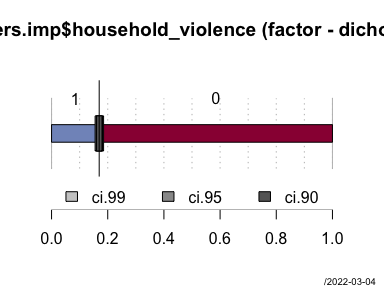 ers.imp$household_violence (factor - dicho
1 0
ci.99 ci.95 ci.90
0.0 0.2 0.4 0.6 0.8 1.0
/2022-03-04